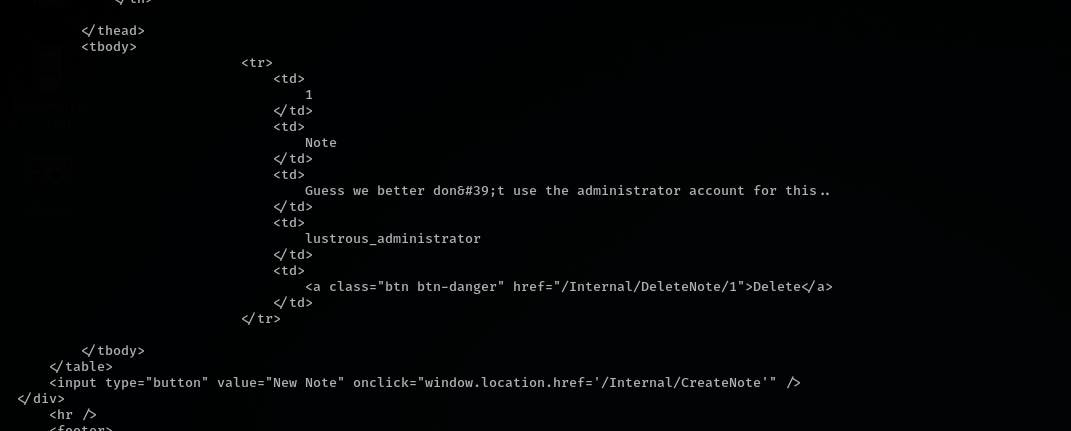 </thead>
<tbody>
<tr>
<td>
1
</td>
<td>
Note
</td>
<td>
Guess we better don&#39;t use the administrator account for this..
</td>
<td>
lustrous_administrator
</td>
<td>
<a class="btn btn-danger" href="/Internal/DeleteNote/1">Delete</a>
</td>
</tr>
</tbody>
</table>
<input type="button" value="New Note" onclick="window.location.href='/Internal/CreateNote'" />
</div>
<hr />
<footer>